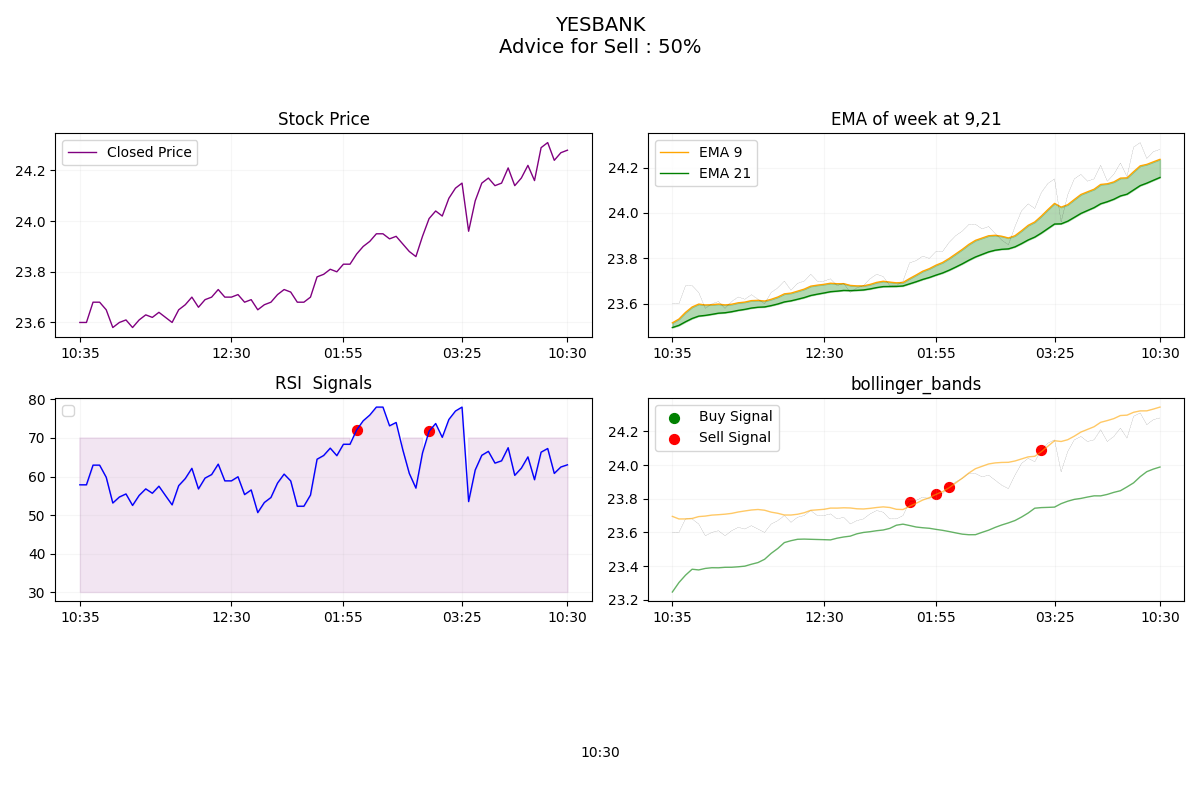 YESBANK
Advice for Sell : 50%
Stock Price
Closed Price
24.2
24.0
23.8
23.6
10:35 12:30 01:55 03:25 10:30
EMA of week at 9,21
EMA 9
EMA 21
24.2
24.0
23.8
23.6
10:35 12:30 01:55 03:25 10:30
RSI  Signals
80
70
60
50
40
30
10:35 12:30 01:55 03:25 10:30
bollinger_bands
Buy Signal
Sell Signal
24.2
24.0
23.8
23.6
23.4
23.2
10:35 12:30 01:55 03:25 10:30
10:30